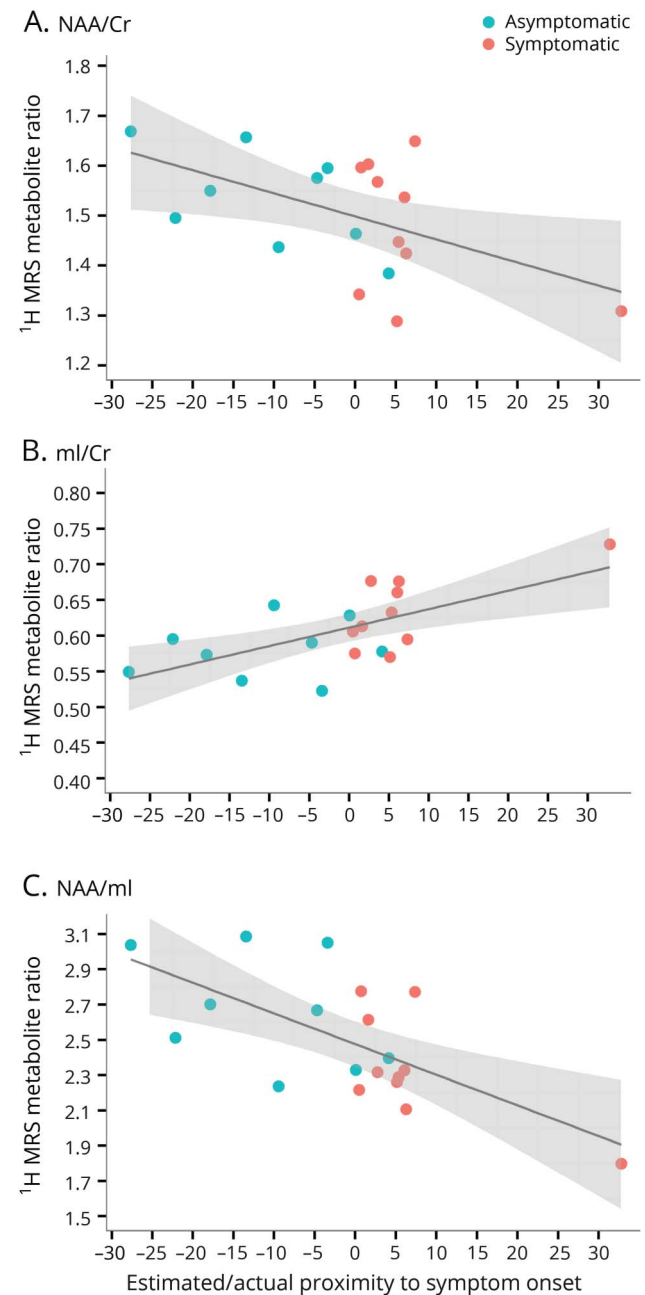 A. NAA/Cr
Asymptomatic
Symptomatic
¹H MRS metabolite ratio
1.8
1.7
1.6
1.5
1.4
1.3
1.2
–30 –25 –20 –15 –10 –5 0 5 10 15 20 25 30
B. ml/Cr
¹H MRS metabolite ratio
0.80
0.75
0.70
0.65
0.60
0.55
0.50
0.45
0.40
–30 –25 –20 –15 –10 –5 0 5 10 15 20 25 30
C. NAA/ml
¹H MRS metabolite ratio
3.1
2.9
2.7
2.5
2.3
2.1
1.9
1.7
1.5
–30 –25 –20 –15 –10 –5 0 5 10 15 20 25 30
Estimated/actual proximity to symptom onset